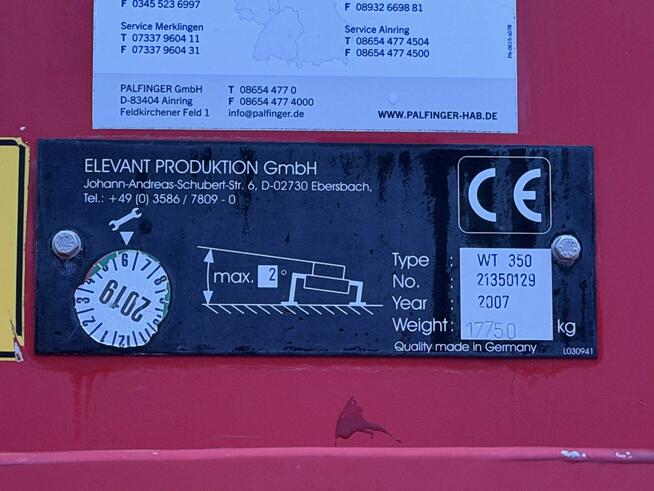 F 0345 523 6997
Service Merklingen
T 07337 9604 11
F 07337 9604 31
F 08932 6698 81
Service Ainring
T 08654 477 4504
F 08654 477 4500
PALFINGER GmbH
D-83404 Ainring
Feldkirchener Feld 1
T 08654 477 0
F 08654 477 4000
info@palfinger.de
WWW.PALFINGER-HAB.DE
ELEVANT PRODUKTION GmbH
Johann-Andreas-Schubert-Str. 6, D-02730 Ebersbach,
Tel.: +49 (0) 3586 / 7809 - 0
CE
2019
5 6 7 8
max. 2 °
Type : WT 350
No. : 21350129
Year : 2007
Weight : 17750 kg
Quality made in Germany
L030941